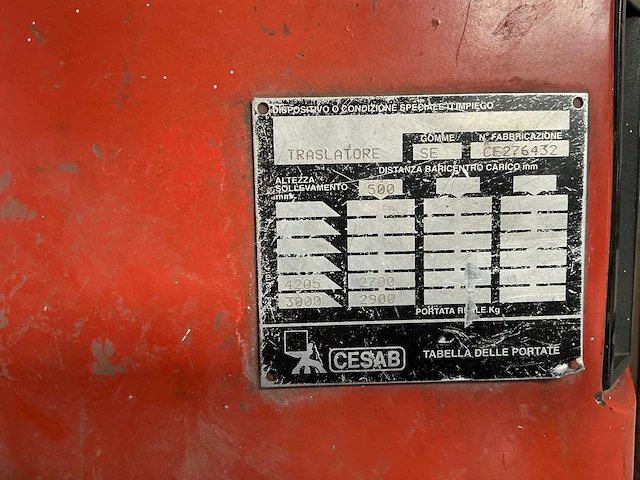 DISPOSITIVO O CONDIZIONE SPECIALE D'IMPIEGO
GOMME N° FABBRICAZIONE
TRASLATORE SE CE276432
DISTANZA BARICENTRO CARICO mm
ALTEZZA
SOLLEVAMENTO
mm
500
4205 2700
3000 2900
PORTATA Kg
CESAB TABELLA DELLE PORTATE